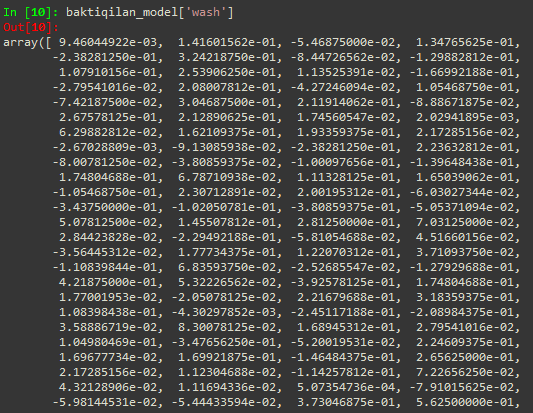 In [10]: baktiqilan_model['wash']
Out[10]:
array([ 9.46044922e-03,  1.41601562e-01, -5.46875000e-02,  1.34765625e-01,
       -2.38281250e-01,  3.24218750e-01, -8.44726562e-02, -1.29882812e-01,
        1.07910156e-01,  2.53906250e-01,  1.13525391e-02, -1.66992188e-01,
       -2.79541016e-02,  2.08007812e-01, -4.27246094e-02,  1.05468750e-01,
       -7.42187500e-02,  3.04687500e-01,  2.11914062e-01, -8.88671875e-02,
        2.67578125e-01,  2.12890625e-01,  1.74560547e-02,  2.02941895e-03,
        6.29882812e-02,  1.62109375e-01,  1.93359375e-01,  2.17285156e-02,
       -2.67028809e-03, -9.13085938e-02, -2.38281250e-01,  2.23632812e-01,
       -8.00781250e-02, -3.80859375e-02, -1.00097656e-01, -1.39648438e-01,
        1.74804688e-01,  6.78710938e-02,  1.11328125e-01,  1.65039062e-01,
       -1.05468750e-01,  2.30712891e-02,  2.00195312e-01, -6.03027344e-02,
       -3.43750000e-01, -1.02050781e-01, -3.80859375e-01, -5.05371094e-02,
        5.07812500e-02,  1.45507812e-01,  2.81250000e-01,  7.03125000e-02,
        2.84423828e-02, -2.29492188e-01, -5.81054688e-02,  4.51660156e-02,
       -3.56445312e-02,  1.77734375e-01,  1.22070312e-01,  3.71093750e-02,
       -1.10839844e-01,  6.83593750e-02, -2.52685547e-02, -1.27929688e-01,
        4.21875000e-01,  5.32226562e-02, -3.92578125e-01,  1.74804688e-01,
        1.77001953e-02, -2.05078125e-02,  2.21679688e-01,  3.18359375e-01,
        1.08398438e-01, -4.30297852e-03, -2.45117188e-01, -2.08984375e-01,
        3.58886719e-02,  8.30078125e-02,  1.68945312e-01,  2.79541016e-02,
        1.04980469e-01, -3.47656250e-01, -5.20019531e-02,  2.24609375e-01,
        1.69677734e-02,  1.69921875e-01, -1.46484375e-01,  2.65625000e-01,
        2.17285156e-02,  1.12304688e-02, -1.14257812e-01,  7.22656250e-02,
        4.32128906e-02,  1.11694336e-02,  5.07354736e-04, -7.91015625e-02,
       -5.98144531e-02, -5.44433594e-02,  3.73046875e-01,  5.62500000e-01,